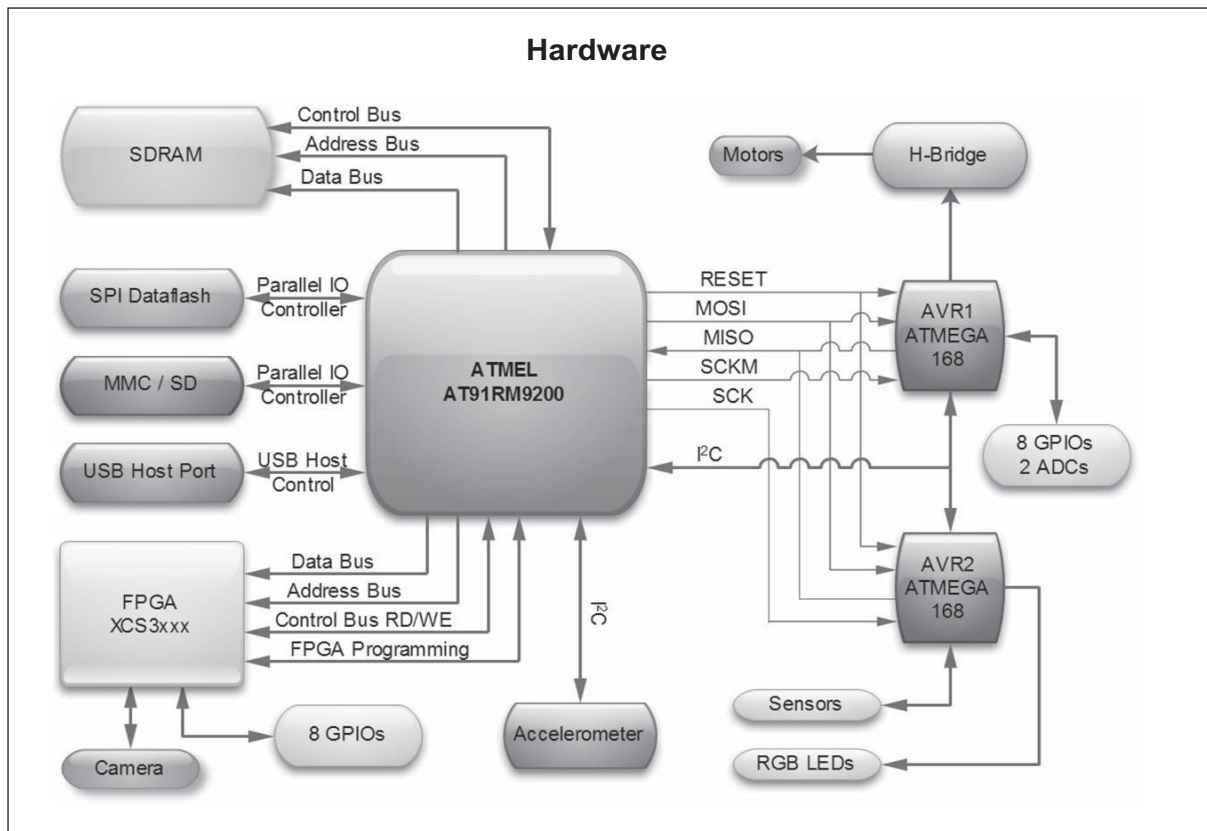 Hardware
SDRAM
Control Bus
Address Bus
Data Bus
Motors
H-Bridge
SPI Dataflash
Parallel IO
Controller
MMC / SD
Parallel IO
Controller
USB Host Port
USB Host
Control
ATMEL
AT91RM9200
RESET
MOSI
MISO
SCKM
SCK
I²C
AVR1
ATMEGA
168
8 GPIOs
2 ADCs
AVR2
ATMEGA
168
FPGA
XCS3xxx
Data Bus
Address Bus
Control Bus RD/WE
FPGA Programming
I²C
Sensors
RGB LEDs
Accelerometer
8 GPIOs
Camera